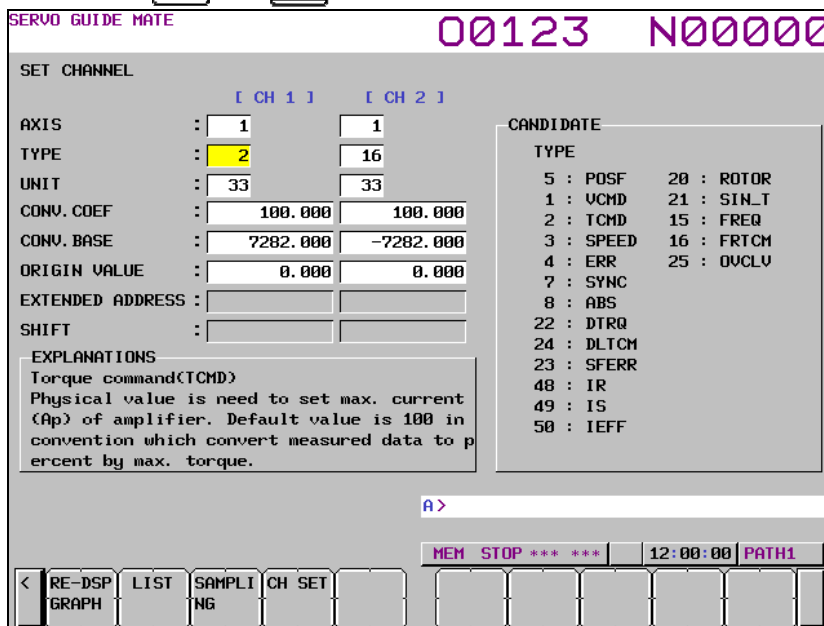 SERVO GUIDE MATE
O0123 N00000
SET CHANNEL
[ CH 1 ] [ CH 2 ]
AXIS : 1 1
TYPE : 2 16
UNIT : 33 33
CONV.COEF : 100.000 100.000
CONV.BASE : 7282.000 -7282.000
ORIGIN VALUE : 0.000 0.000
EXTENDED ADDRESS :
SHIFT :
EXPLANATIONS
Torque command(TCMD)
Physical value is need to set max. current
(Ap) of amplifier. Default value is 100 in
convention which convert measured data to p
ercent by max. torque.
CANDIDATE
TYPE
5 : POSF 20 : ROTOR
1 : VCMD 21 : SIN_T
2 : TCMD 15 : FREQ
3 : SPEED 16 : FRTCM
4 : ERR 25 : OVCLV
7 : SYNC
8 : ABS
22 : DTRQ
24 : DLTCM
23 : SFERR
48 : IR
49 : IS
50 : IEFF
A>
MEM STOP *** *** 12:00:00 PATH1
< RE-DSP LIST SAMPLI CH SET
GRAPH NG